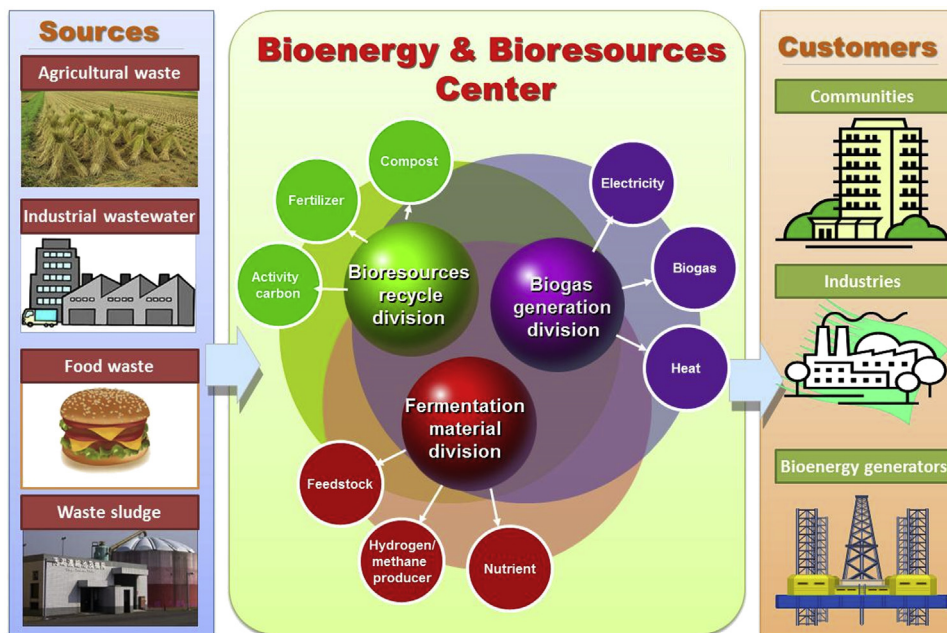 Sources
Agricultural waste
Industrial wastewater
Food waste
Waste sludge
Bioenergy & Bioresources
Center
Compost
Fertilizer
Activity
carbon
Bioresources
recycle
division
Electricity
Biogas
Heat
Biogas
generation
division
Fermentation
material
division
Feedstock
Hydrogen/
methane
producer
Nutrient
Customers
Communities
Industries
Bioenergy generators